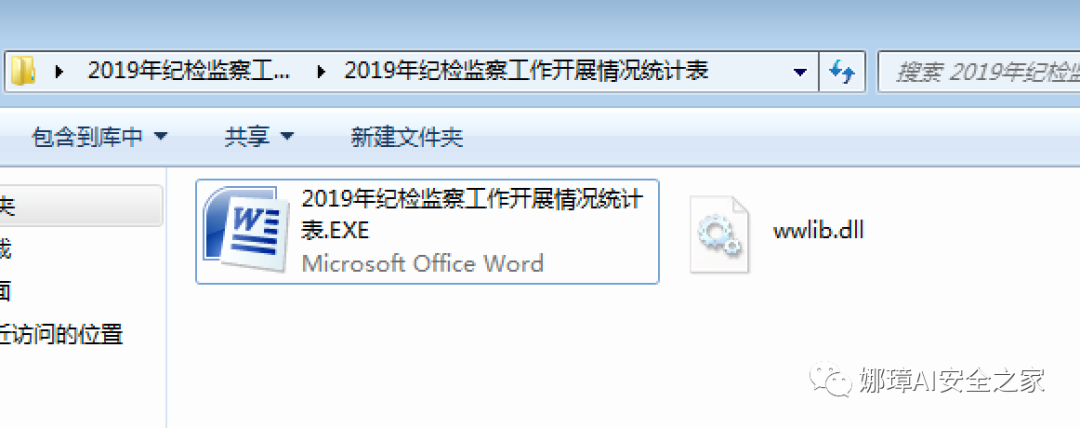 2019年纪检监察工... 2019年纪检监察工作开展情况统计表 搜索 2019年纪检监
包含到库中 共享 新建文件夹
夹
2019年纪检监察工作开展情况统计
表.EXE
wwlib.dll
Microsoft Office Word
面
近访问的位置
娜璋AI安全之家